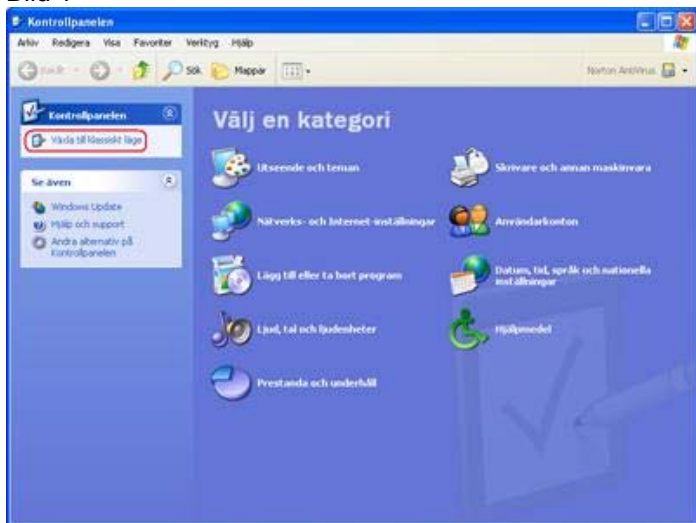 Kontrollpanelen
Arkiv Redigera Visa Favoriter Verktyg Hjälp
Bakåt Sök Mappar Norton AntiVirus
Kontrollpanelen
Växla till klassiskt läge
Se även
Windows Update
Hjälp och support
Andra alternativ på
Kontrollpanelen
Välj en kategori
Utseende och teman
Skrivare och annan maskinvara
Nätverks- och Internet-inställningar
Användarkonton
Lägg till eller ta bort program
Datum, tid, språk och nationella
inställningar
Ljud, tal och ljudenheter
Hjälpmedel
Prestanda och underhåll